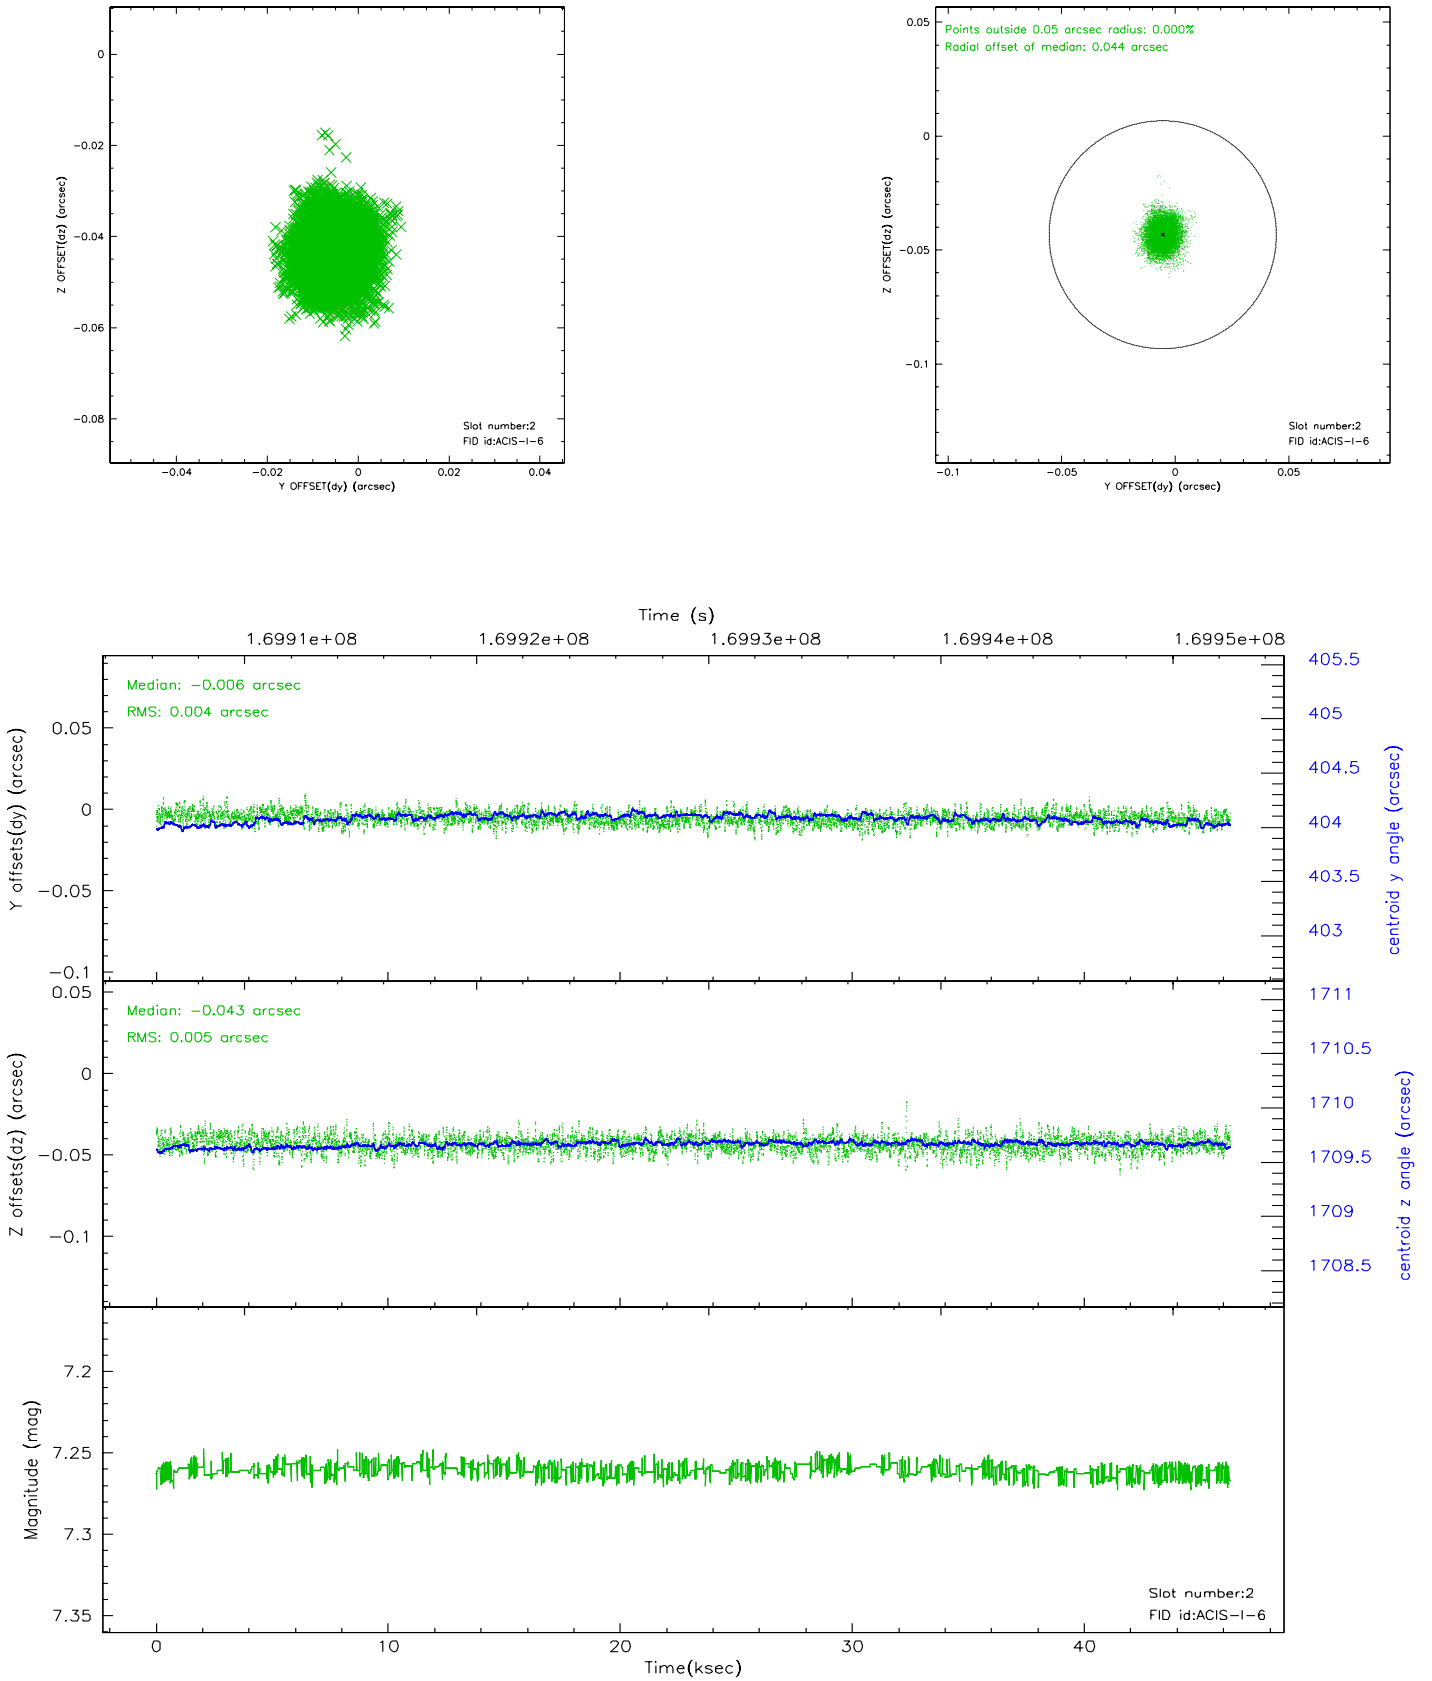 0
-0.02
-0.04
-0.06
-0.08
Z OFFSET(dz) (arcsec)
Slot number:2
FID id:ACIS-I-6
-0.04
-0.02
0
0.02
0.04
Y OFFSET(dy) (arcsec)
0.05
0
-0.05
-0.1
Z OFFSET(dz) (arcsec)
Points outside 0.05 arcsec radius: 0.000%
Radial offset of median: 0.044 arcsec
Slot number:2
FID id:ACIS-I-6
-0.1
-0.05
0
0.05
Y OFFSET(dy) (arcsec)
Time (s)
1.6991e+08
1.6992e+08
1.6993e+08
1.6994e+08
1.6995e+08
Median: -0.006 arcsec
RMS: 0.004 arcsec
0.05
0
-0.05
-0.1
Y offsets(dy) (arcsec)
405.5
405
404.5
404
403.5
403
centroid y angle (arcsec)
Median: -0.043 arcsec
RMS: 0.005 arcsec
0.05
0
-0.05
-0.1
Z offsets(dz) (arcsec)
1711
1710.5
1710
1709.5
1709
1708.5
centroid z angle (arcsec)
7.2
7.25
7.3
7.35
Magnitude (mag)
Slot number:2
FID id:ACIS-I-6
0
10
20
30
40
Time(ksec)